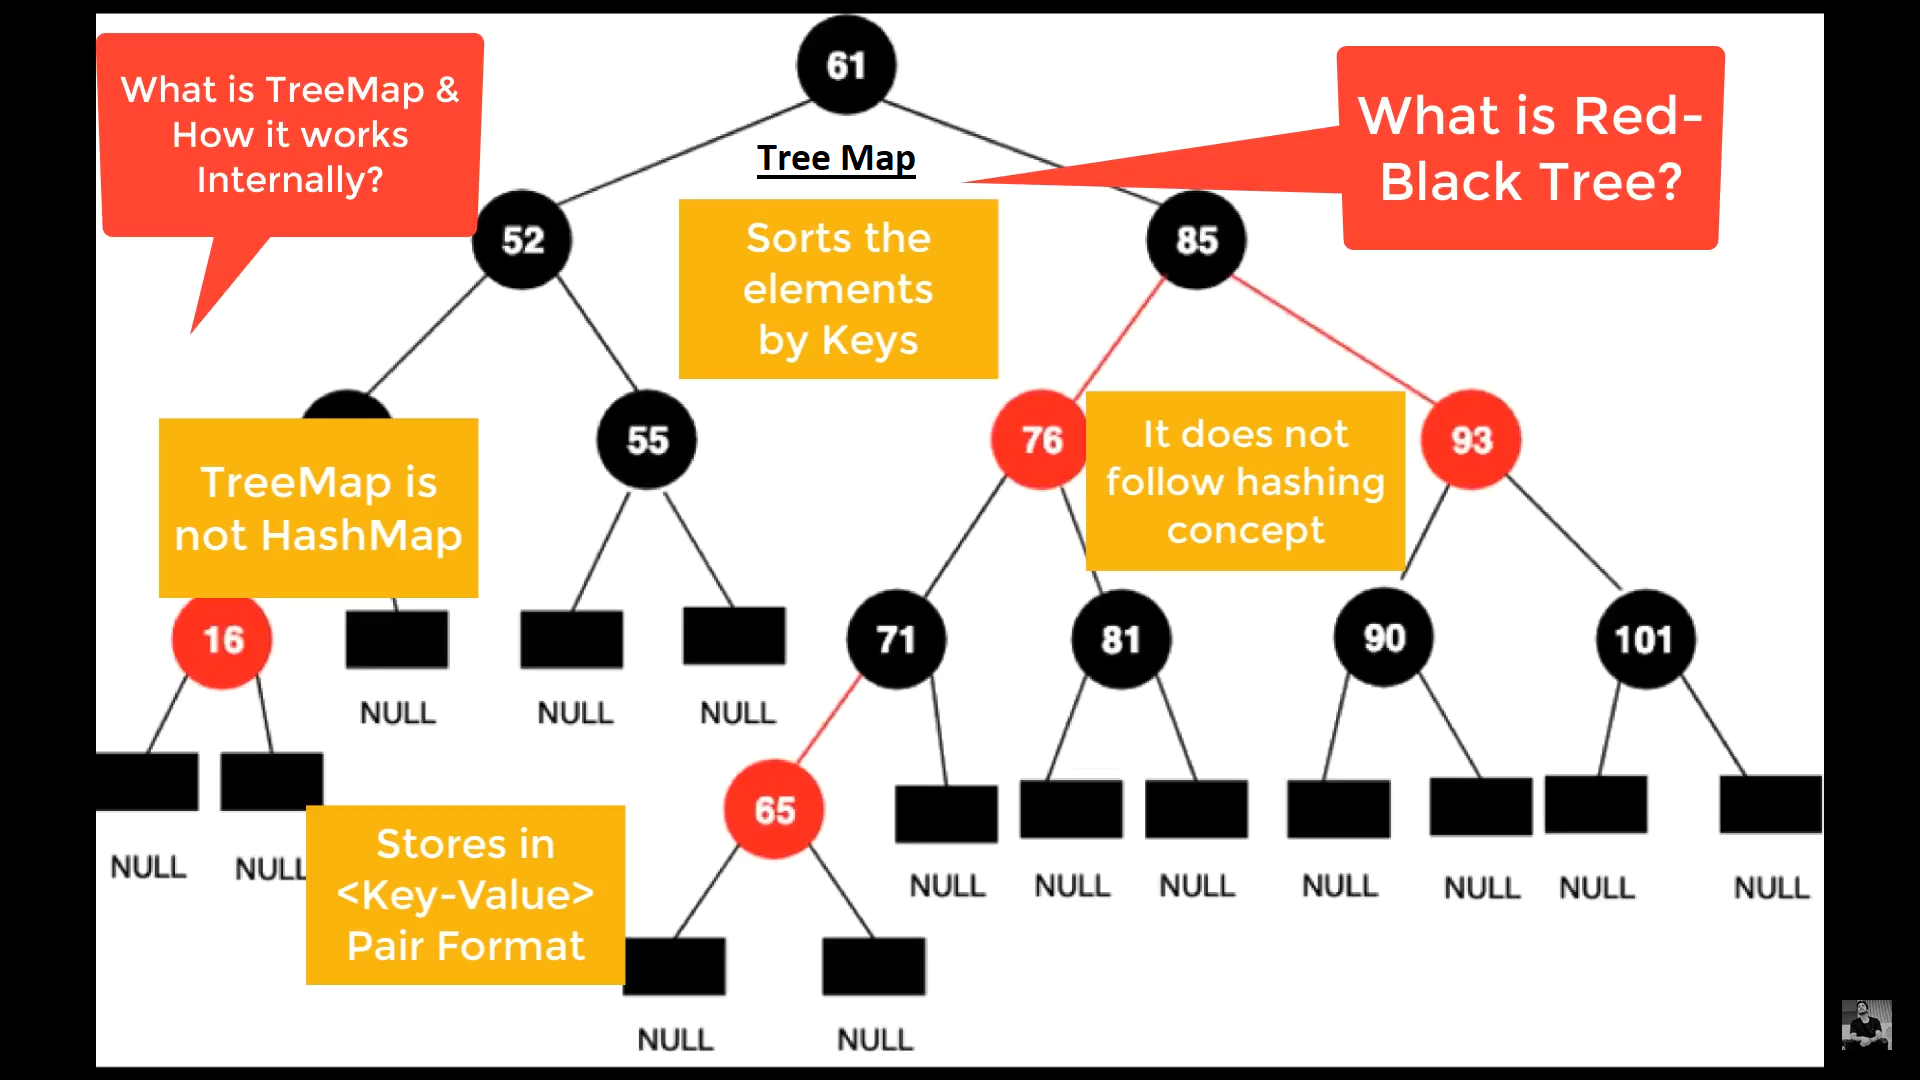 61
What is TreeMap &
How it works
Internally?
What is Red-
Black Tree?
Tree Map
52
85
Sorts the
elements
by Keys
55
76
93
It does not
follow hashing
concept
TreeMap is
not HashMap
16
71
81
90
101
NULL
NULL
NULL
65
NULL
NULL
Stores in
<Key-Value>
Pair Format
NULL
NULL
NULL
NULL
NULL
NULL
NULL
NULL
NULL